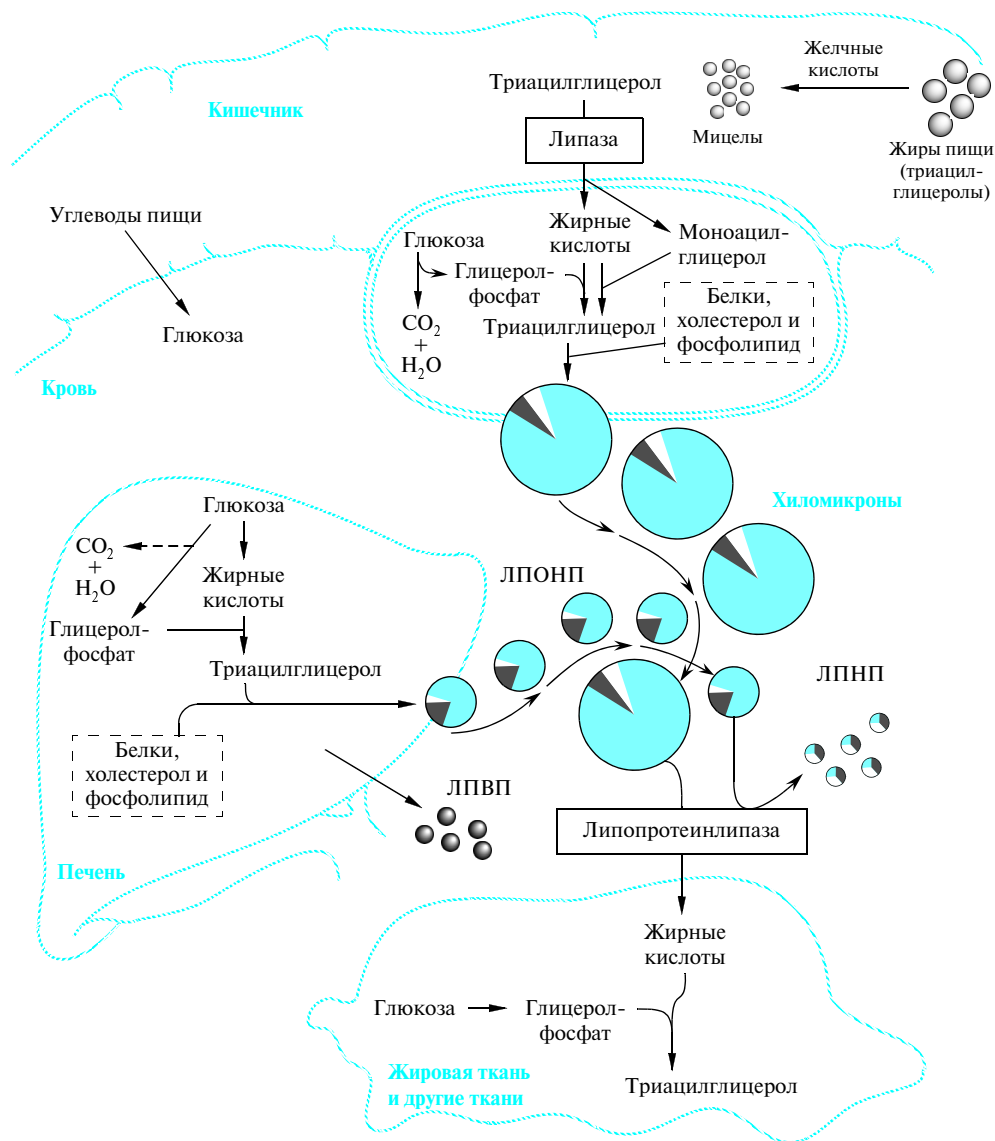 Желчные
кислоты
Триацилглицерол
Кишечник
Липаза
Мицелы
Жиры пищи
(триацил-
глицеролы)
Углеводы пищи
Глюкоза
Кровь
Глюкоза
Жирные
кислоты
Моноацил-
глицерол
Глицерол-
фосфат
CO2
+
H2O
Триацилглицерол
Белки,
холестерол и
фосфолипид
Хиломикроны
Глюкоза
CO2
+
H2O
Жирные
кислоты
Глицерол-
фосфат
Триацилглицерол
Белки,
холестерол и
фосфолипид
Печень
ЛПОНП
ЛПНП
ЛПВП
Липопротеинлипаза
Жирные
кислоты
Глюкоза
Глицерол-
фосфат
Триацилглицерол
Жировая ткань
и другие ткани